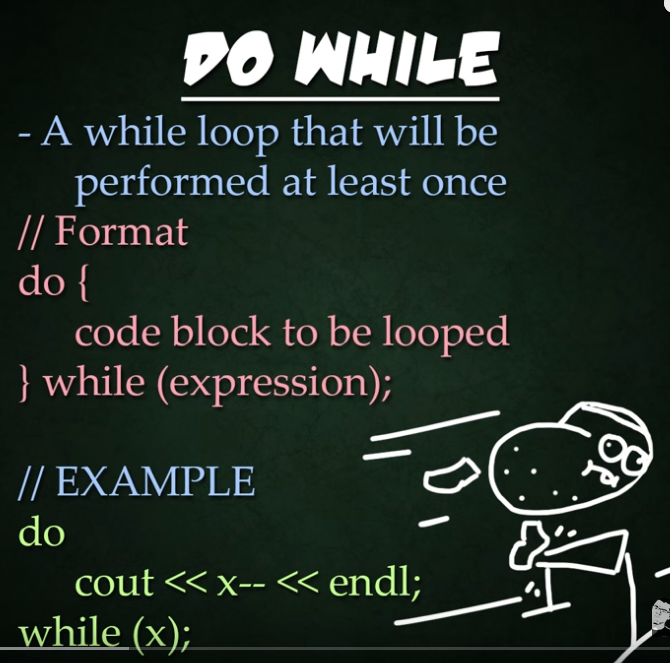 DO WHILE
- A while loop that will be
performed at least once
// Format
do {
code block to be looped
} while (expression);
// EXAMPLE
do
cout << x-- << endl;
while (x);